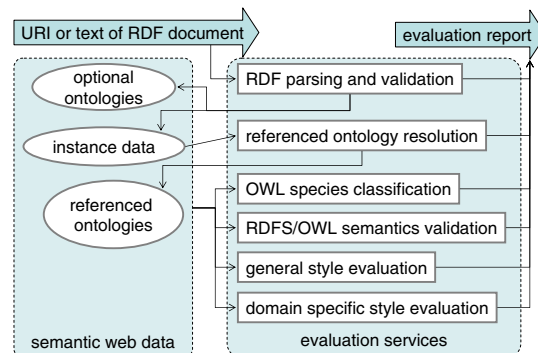 URI or text of RDF document
evaluation report
optional
ontologies
RDF parsing and validation
instance data
referenced ontology resolution
referenced
ontologies
OWL species classification
RDFS/OWL semantics validation
general style evaluation
domain specific style evaluation
semantic web data
evaluation services